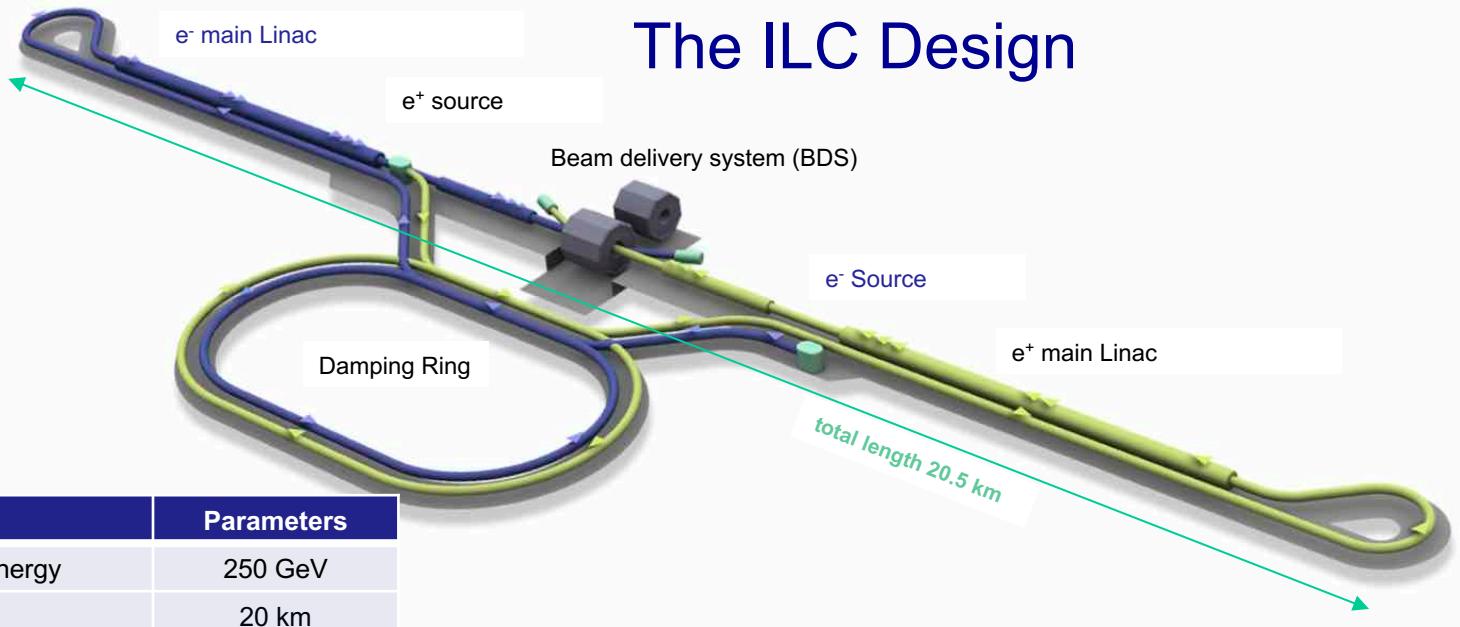 The ILC Design
e⁻ main Linac
e⁺ source
Beam delivery system (BDS)
e⁻ Source
e⁺ main Linac
Damping Ring
total length 20.5 km
Parameters
250 GeV
20 km